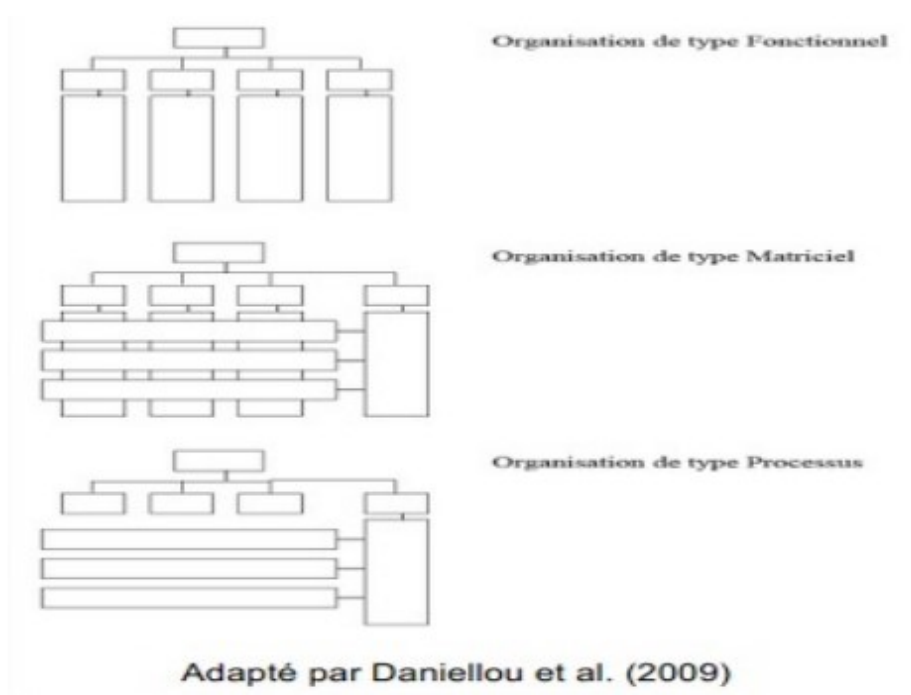 Organisation de type Fonctionnel
Organisation de type Matriciel
Organisation de type Processus
Adapté par Daniellou et al. (2009)